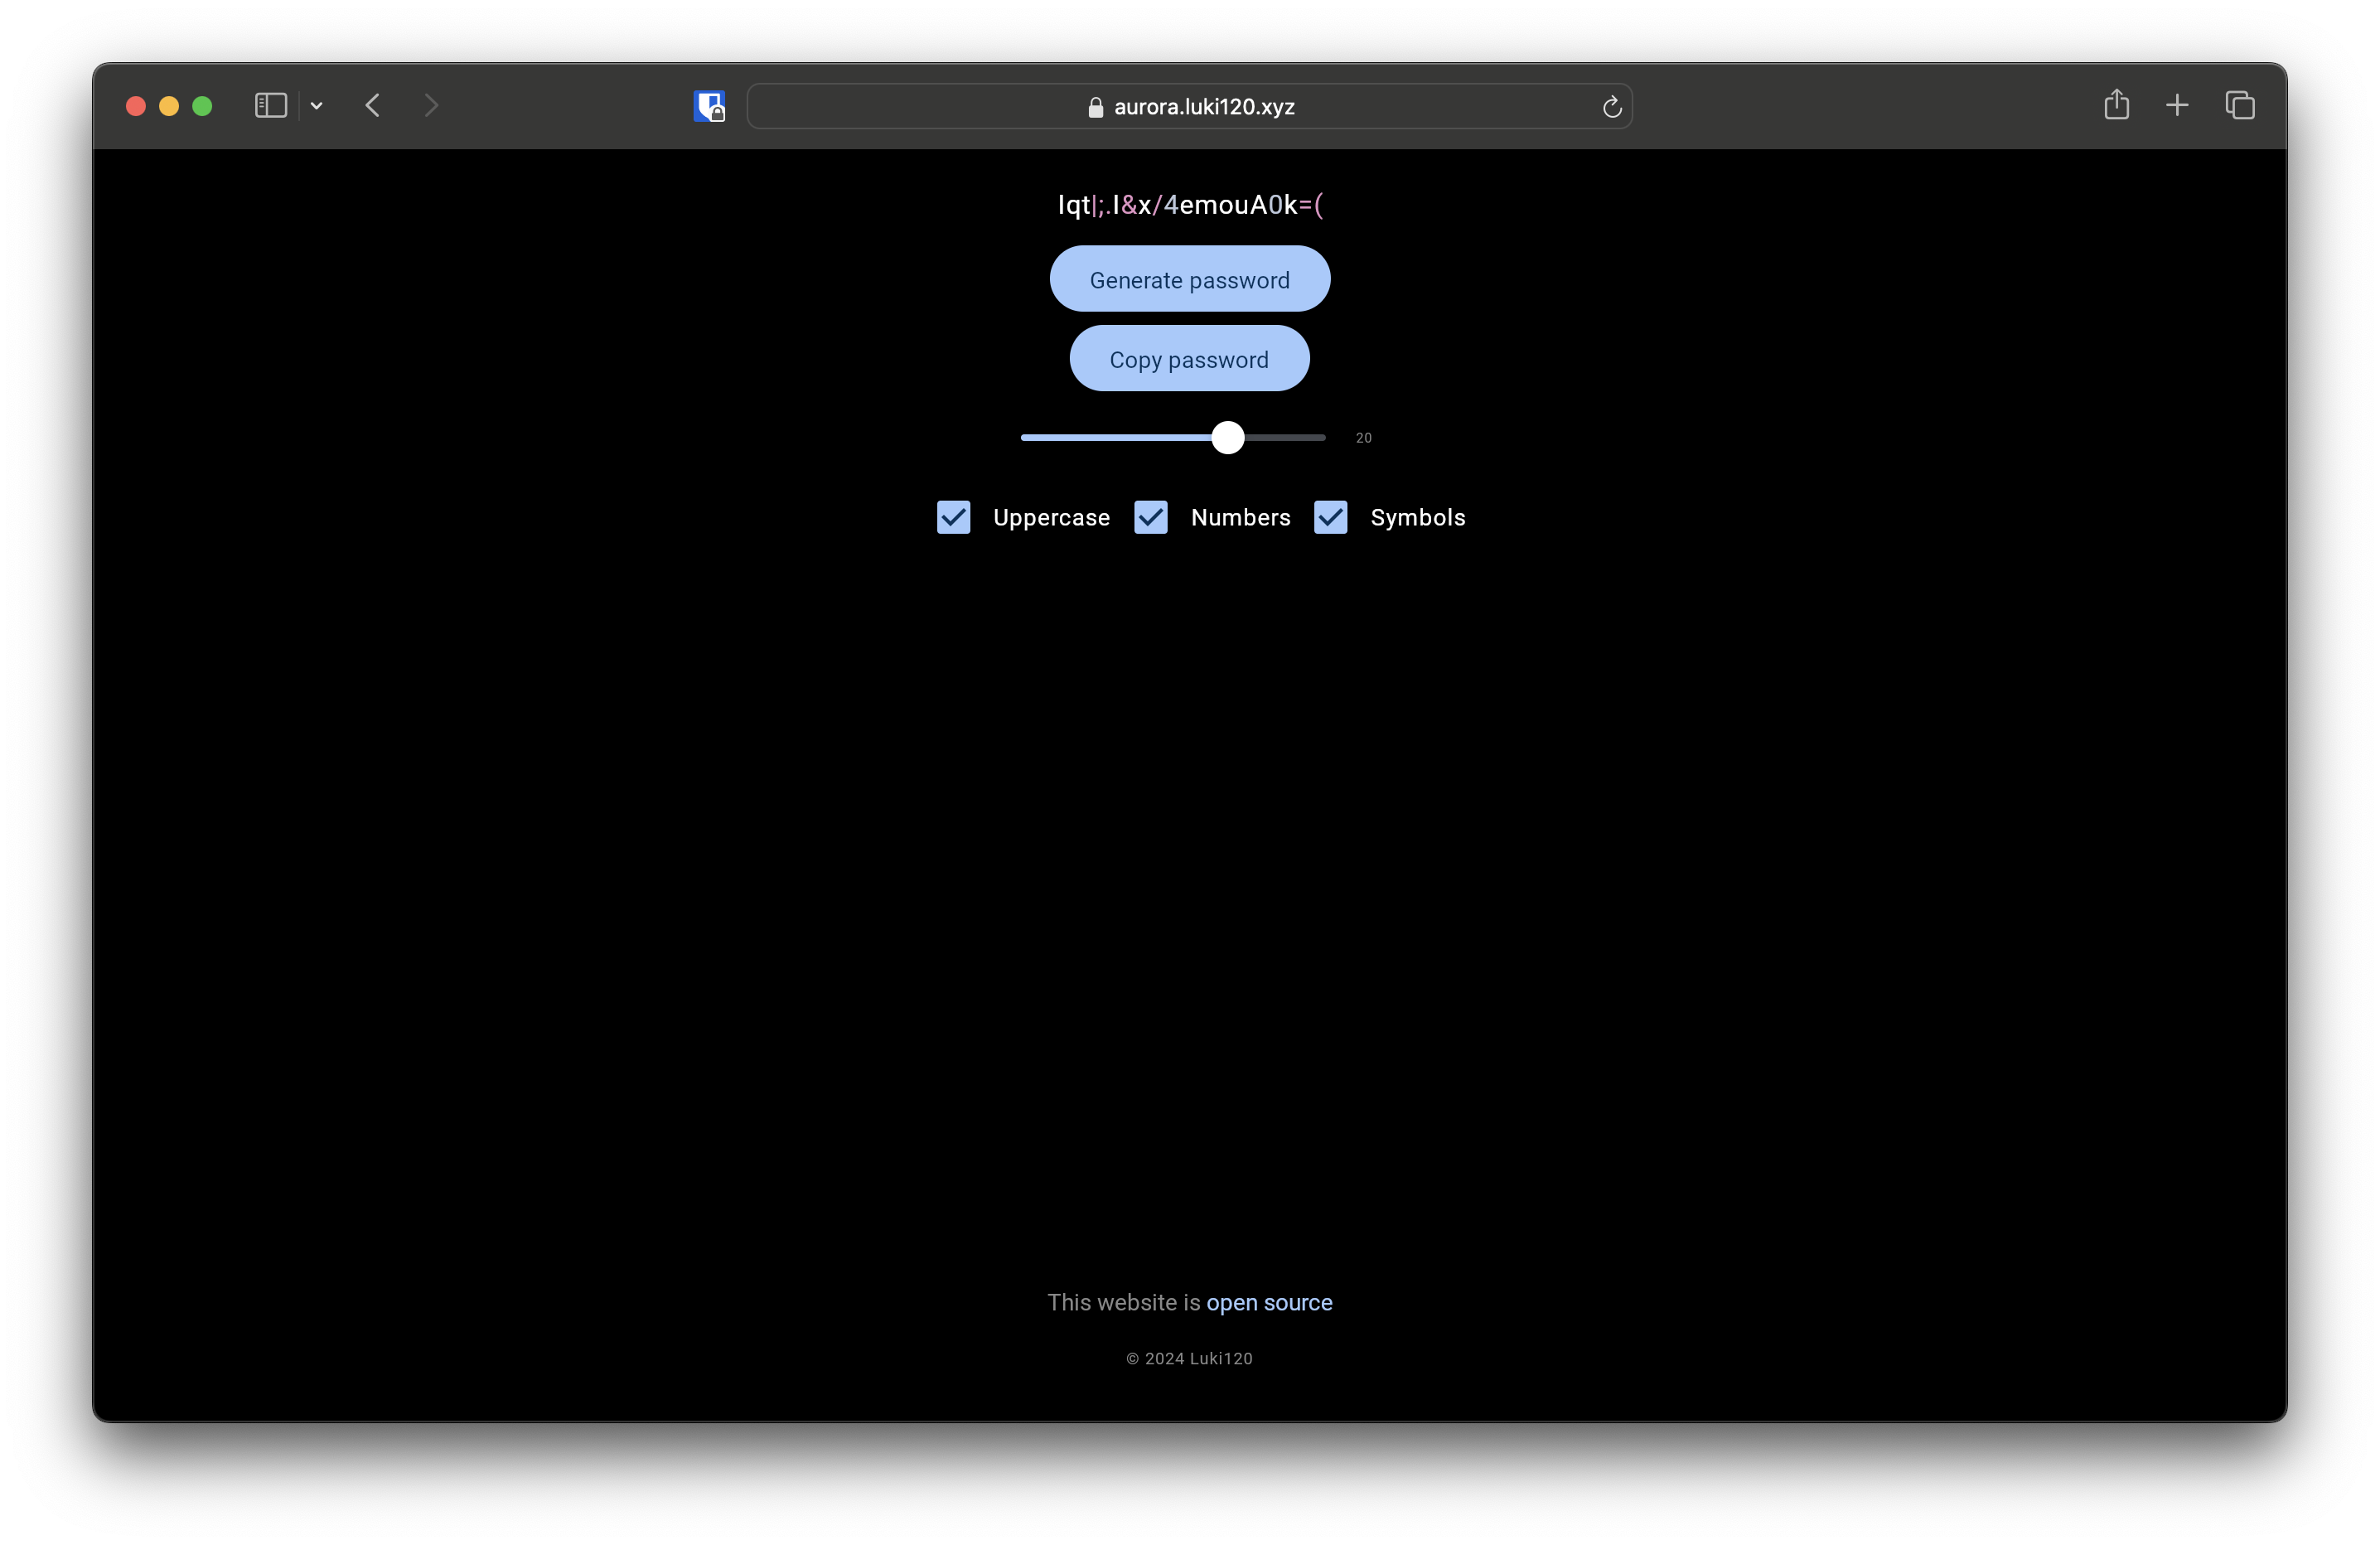 aurora.luki120.xyz
Iqt|;.I&x/4emouA0k=(
Generate password
Copy password
20
Uppercase Numbers Symbols
This website is open source
© 2024 Luki120